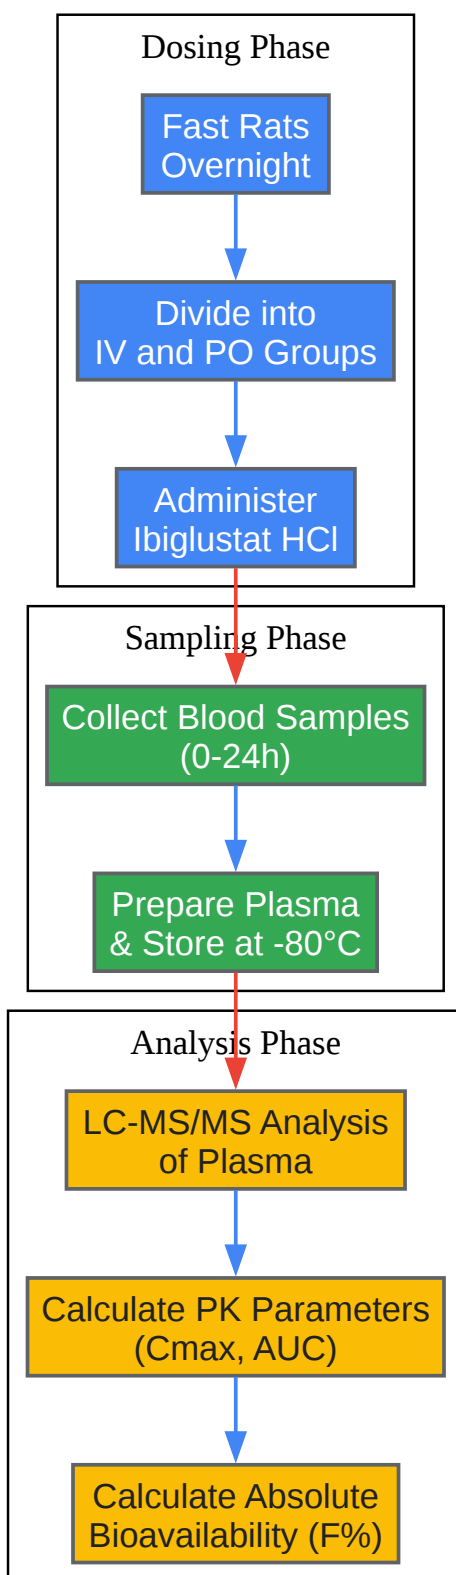 Dosing Phase
Fast Rats
Overnight
Divide into
IV and PO Groups
Administer
Ibiglustat HCl
Sampling Phase
Collect Blood Samples
(0-24h)
Prepare Plasma
& Store at -80°C
Analysis Phase
LC-MS/MS Analysis
of Plasma
Calculate PK Parameters
(Cmax, AUC)
Calculate Absolute
Bioavailability (F%)